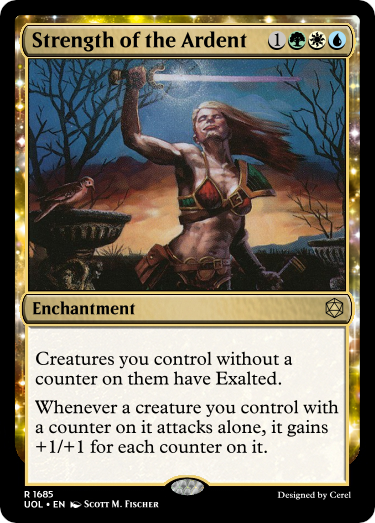 Strength of the Ardent 1
Enchantment
Creatures you control without a
counter on them have Exalted.
Whenever a creature you control with
a counter on it attacks alone, it gains
+1/+1 for each counter on it.
R 1685
UOL • EN Scott M. Fischer
Designed by Cerel